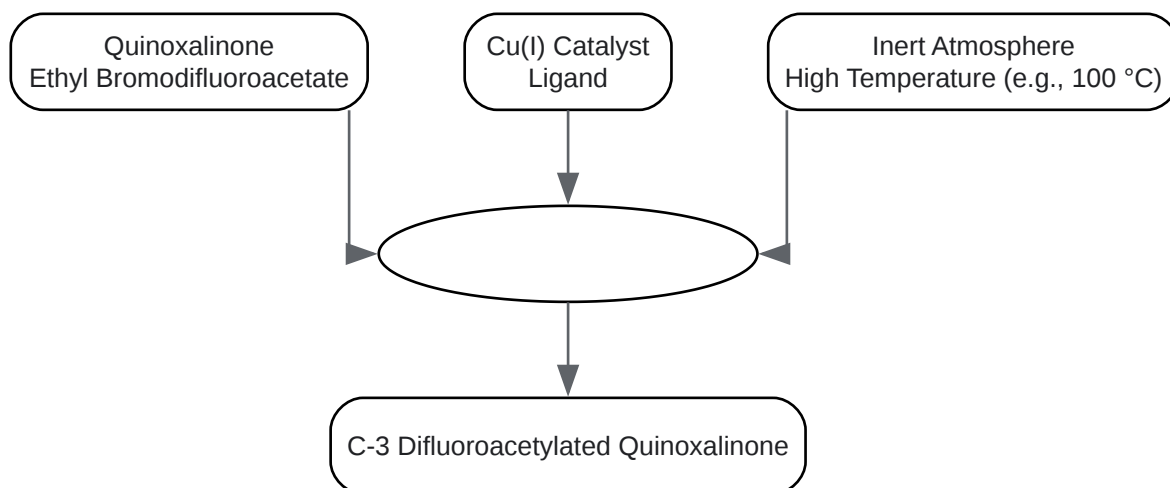 Quinoxalinone
Ethyl Bromodifluoroacetate
Cu(I) Catalyst
Ligand
Inert Atmosphere
High Temperature (e.g., 100 °C)
C-3 Difluoroacetylated Quinoxalinone